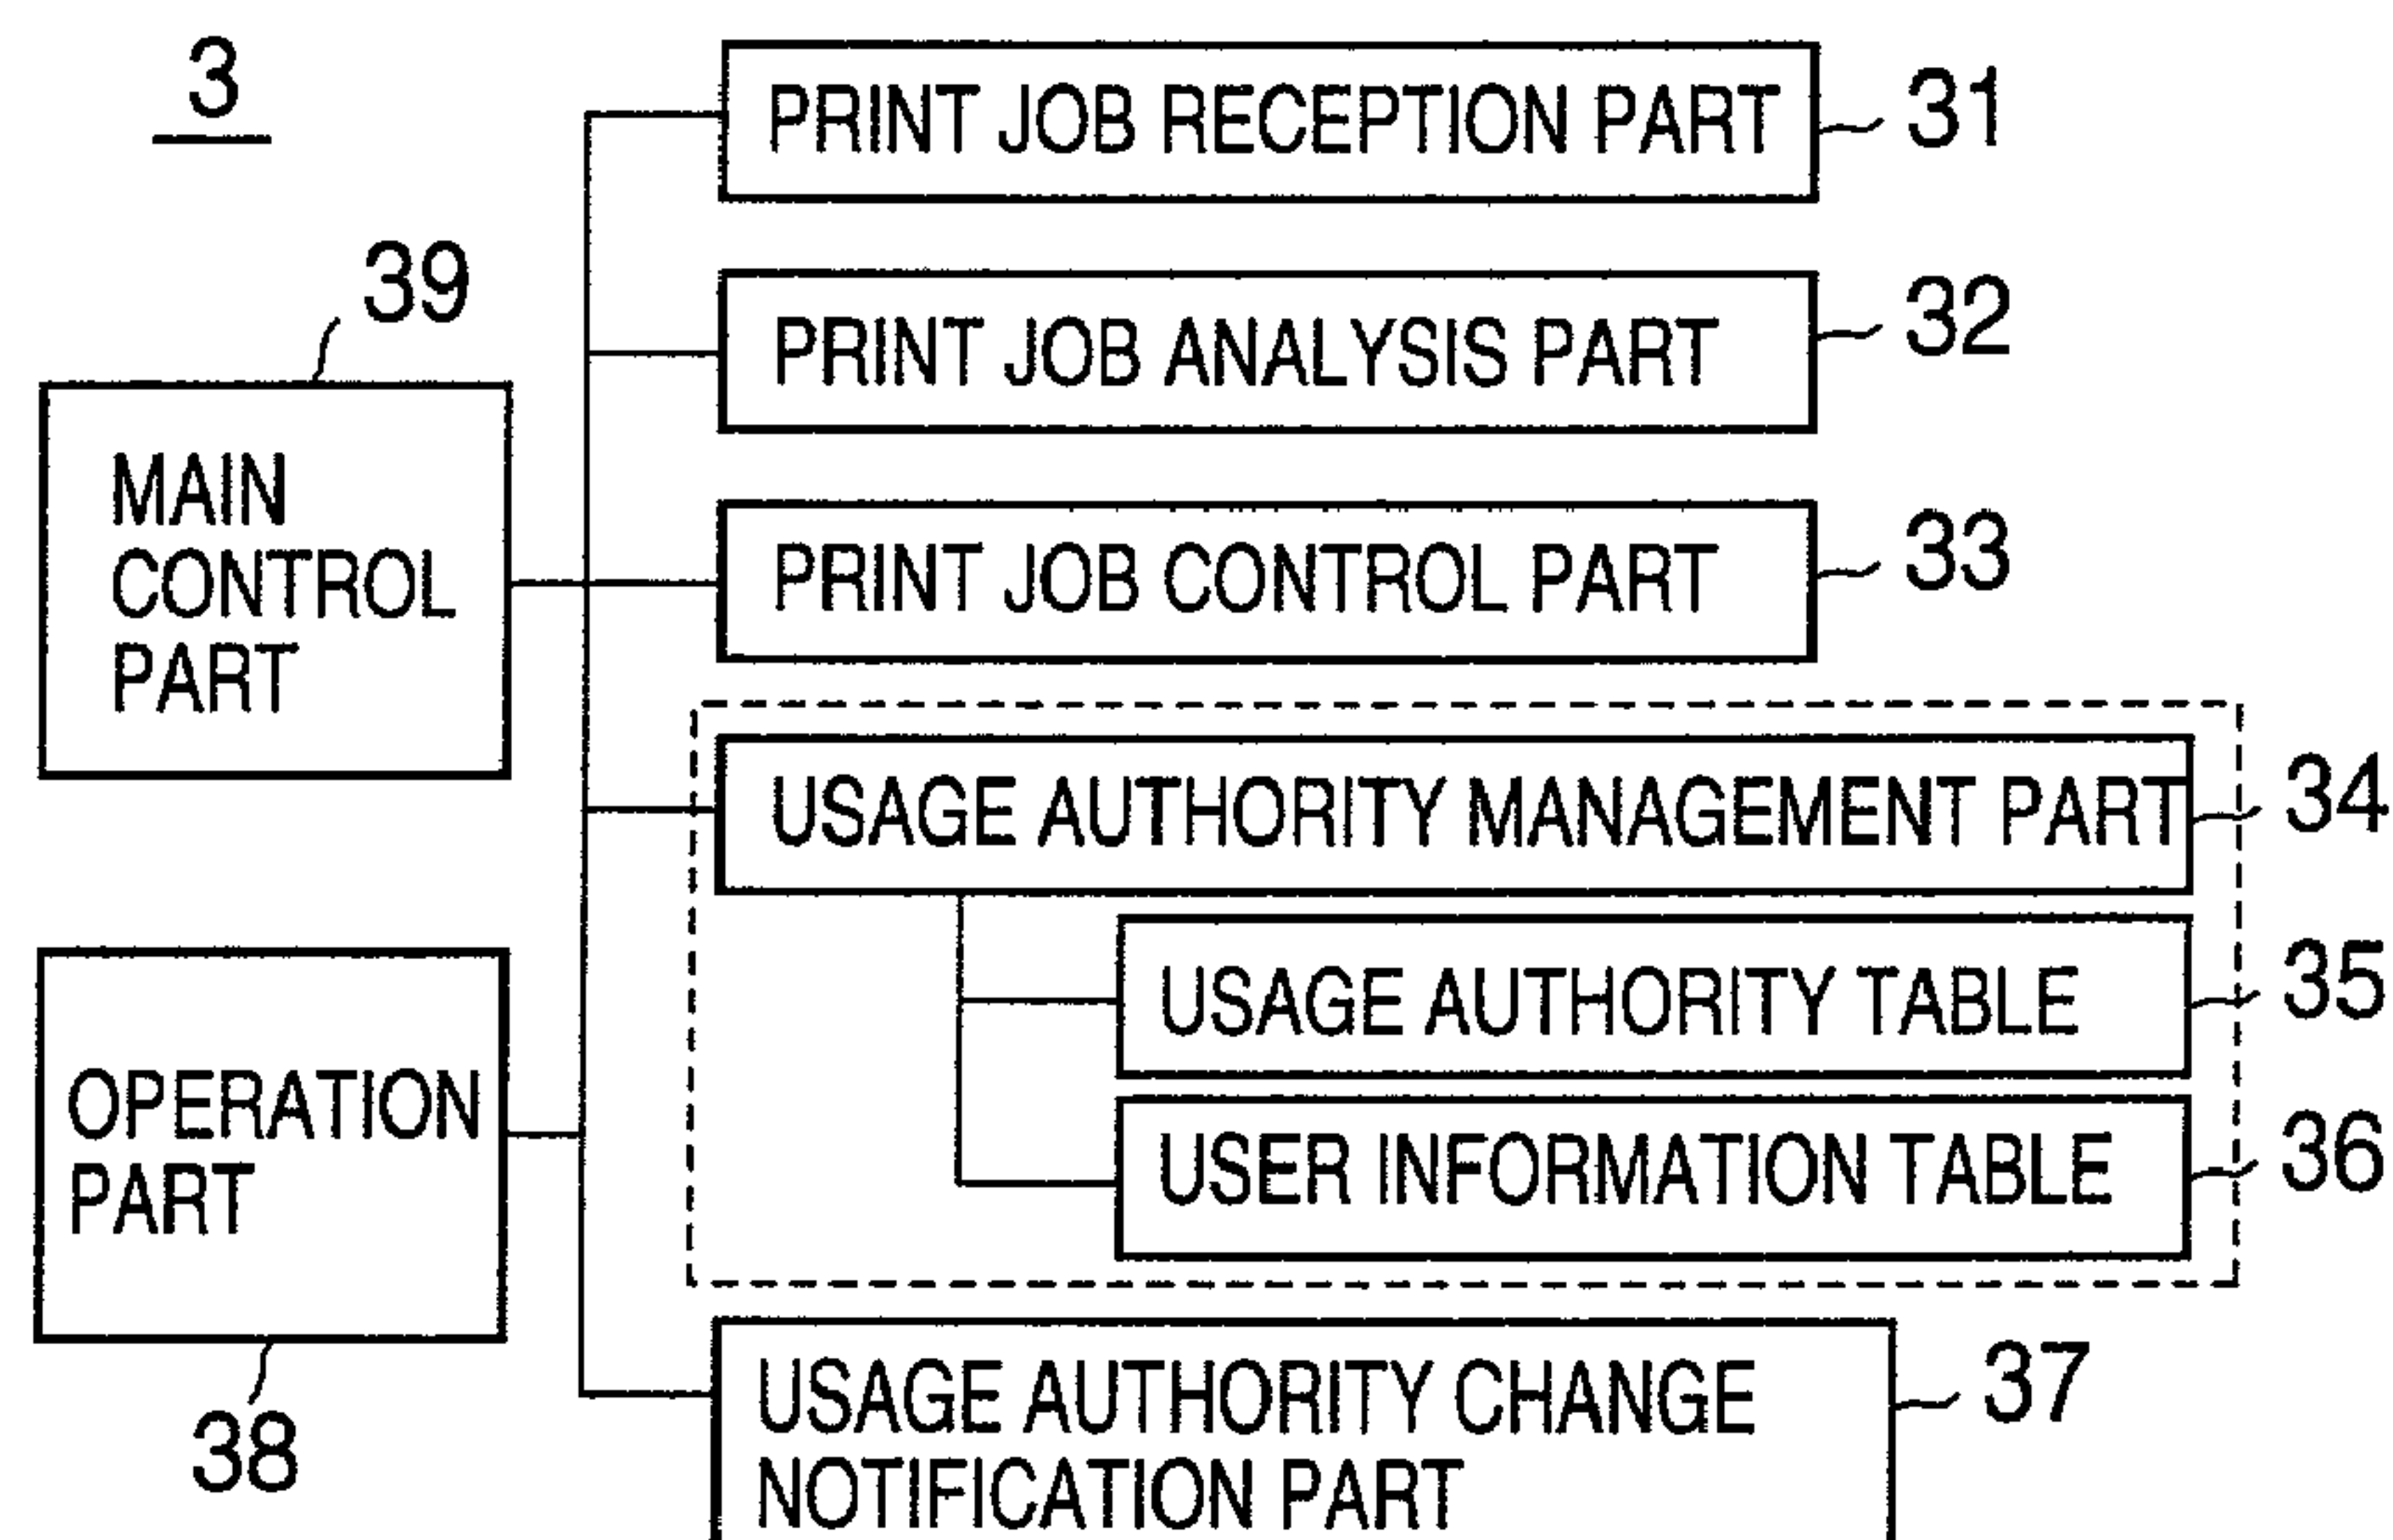 3
PRINT JOB RECEPTION PART
31
39
PRINT JOB ANALYSIS PART
32
MAIN
CONTROL
PART
PRINT JOB CONTROL PART
33
USAGE AUTHORITY MANAGEMENT PART
34
USAGE AUTHORITY TABLE
35
OPERATION
PART
USER INFORMATION TABLE
36
38
USAGE AUTHORITY CHANGE
NOTIFICATION PART
37